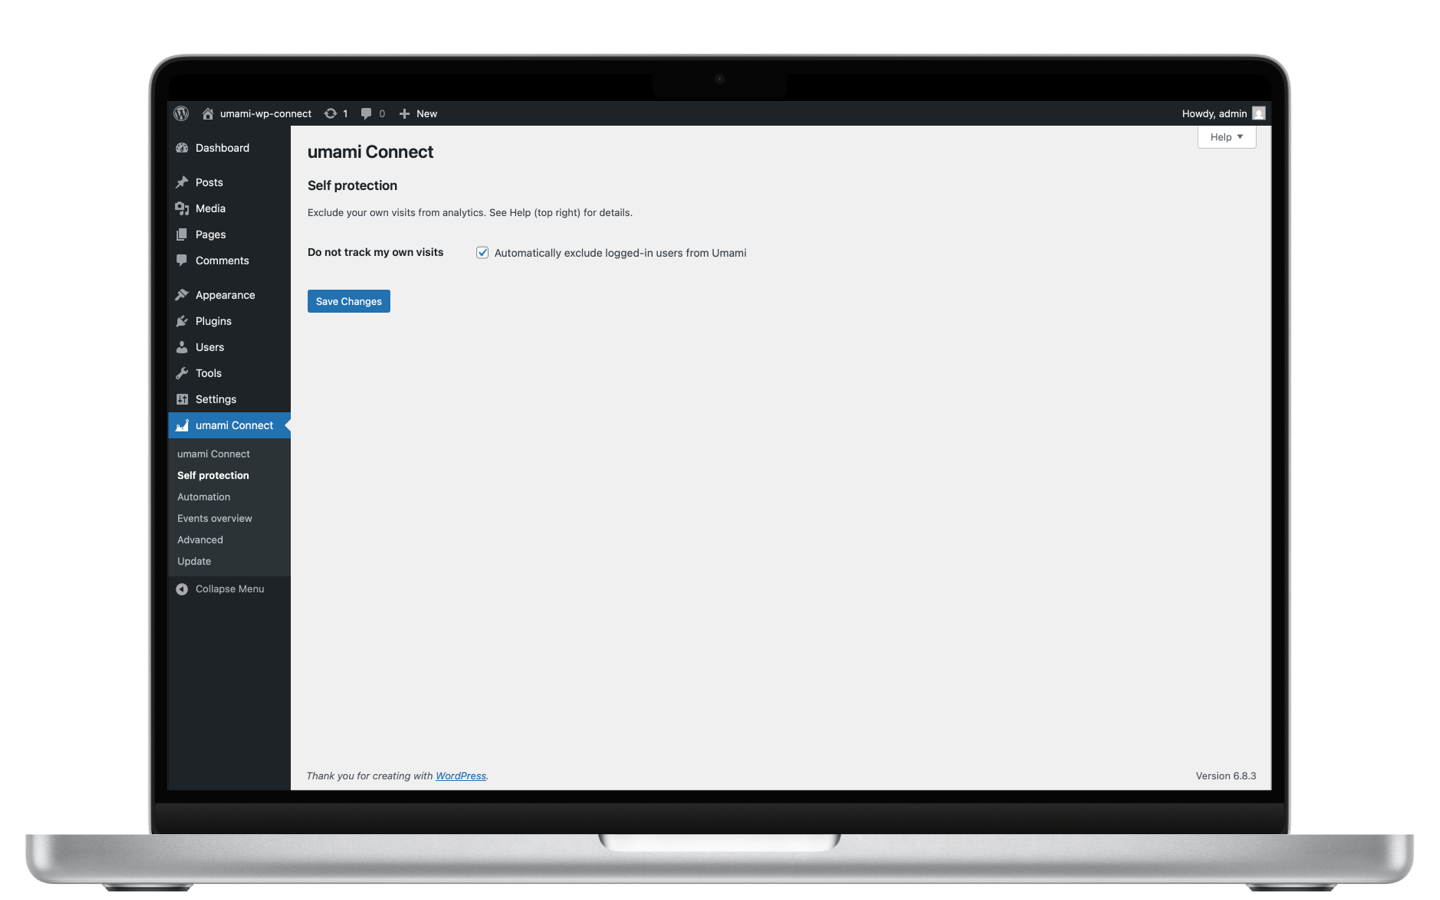 umami-wp-connect 1 0 New Howdy, admin
Help
Dashboard
Posts
Media
Pages
Comments
Appearance
Plugins
Users
Tools
Settings
umami Connect
umami Connect
Self protection
Automation
Events overview
Advanced
Update
Collapse Menu
umami Connect
Self protection
Exclude your own visits from analytics. See Help (top right) for details.
Do not track my own visits Automatically exclude logged-in users from Umami
Save Changes
Thank you for creating with WordPress. Version 6.8.3